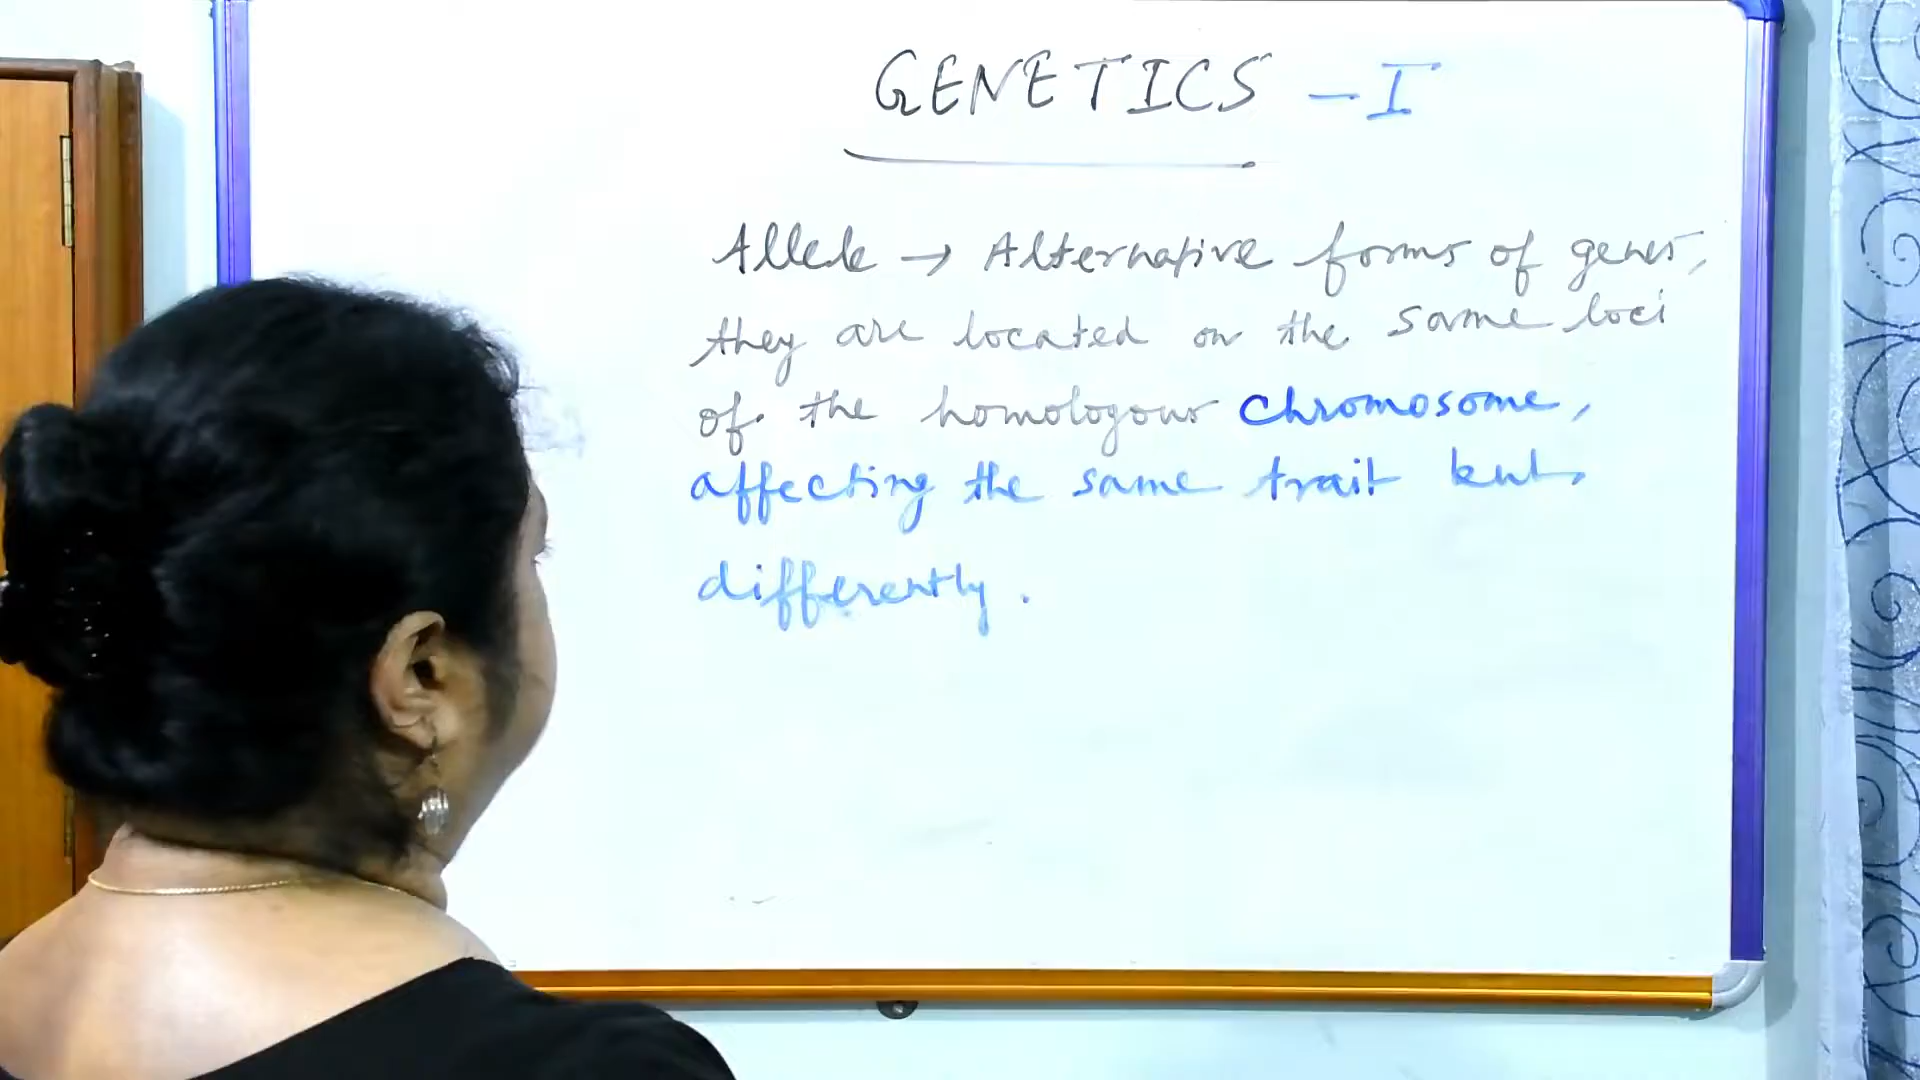 GENETICS - I
Allele → Alternative forms of genes,
they are located on the same loci
of the homologous chromosome,
affecting the same trait but
differently.